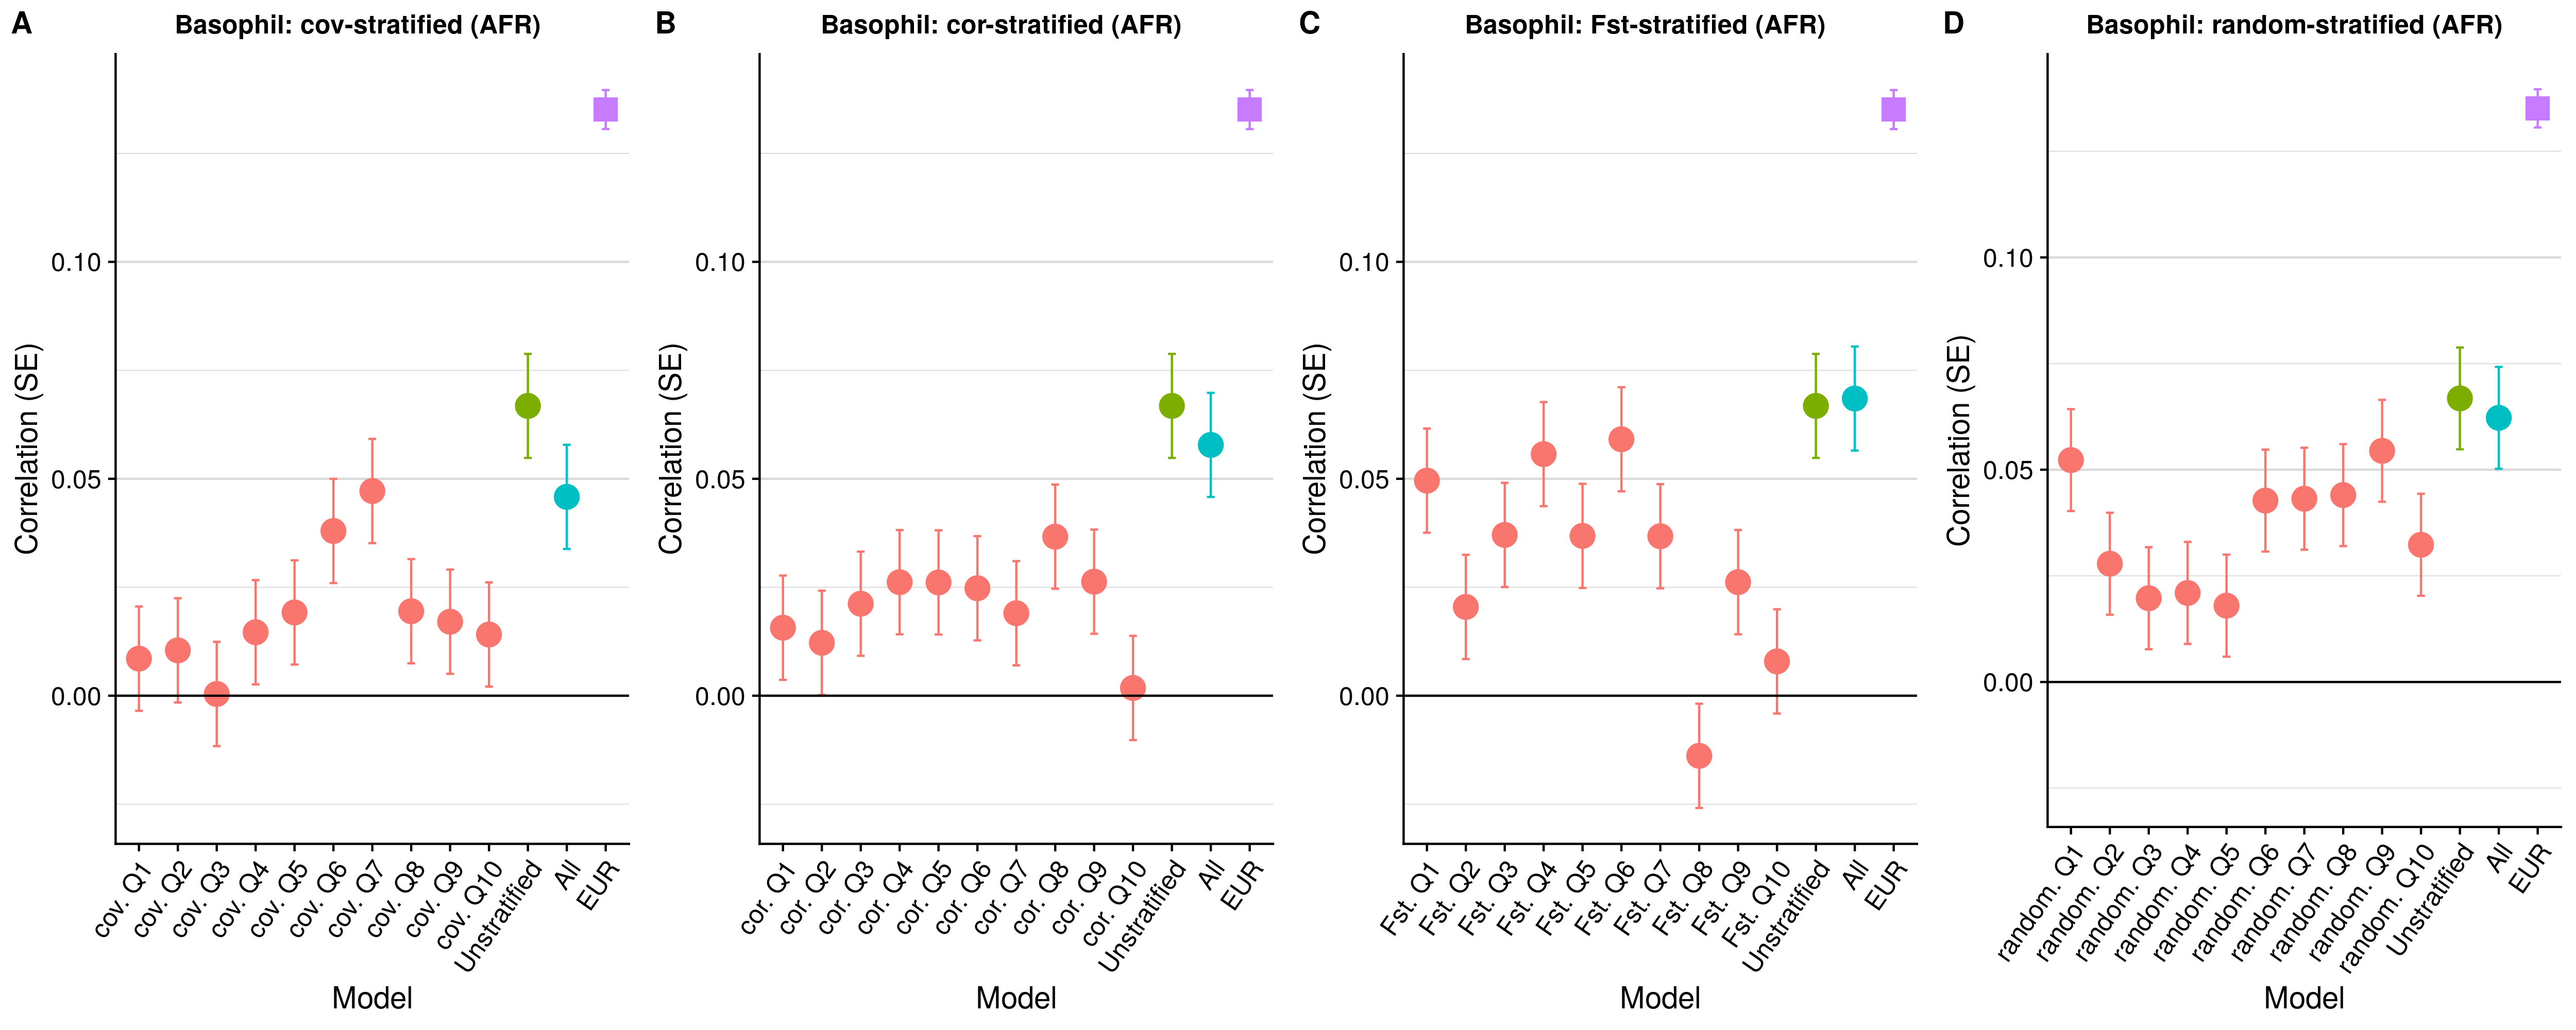 A
Basophil: cov-stratified (AFR)
Correlation (SE)
0.10
0.05
0.00
cov. Q1
cov. Q2
cov. Q3
cov. Q4
cov. Q5
cov. Q6
cov. Q7
cov. Q8
cov. Q9
cov. Q10
Unstratified
All
EUR
Model
B
Basophil: cor-stratified (AFR)
Correlation (SE)
0.10
0.05
0.00
cor. Q1
cor. Q2
cor. Q3
cor. Q4
cor. Q5
cor. Q6
cor. Q7
cor. Q8
cor. Q9
cor. Q10
Unstratified
All
EUR
Model
C
Basophil: Fst-stratified (AFR)
Correlation (SE)
0.10
0.05
0.00
Fst. Q1
Fst. Q2
Fst. Q3
Fst. Q4
Fst. Q5
Fst. Q6
Fst. Q7
Fst. Q8
Fst. Q9
Fst. Q10
Unstratified
All
EUR
Model
D
Basophil: random-stratified (AFR)
Correlation (SE)
0.10
0.05
0.00
random. Q1
random. Q2
random. Q3
random. Q4
random. Q5
random. Q6
random. Q7
random. Q8
random. Q9
random. Q10
Unstratified
All
EUR
Model